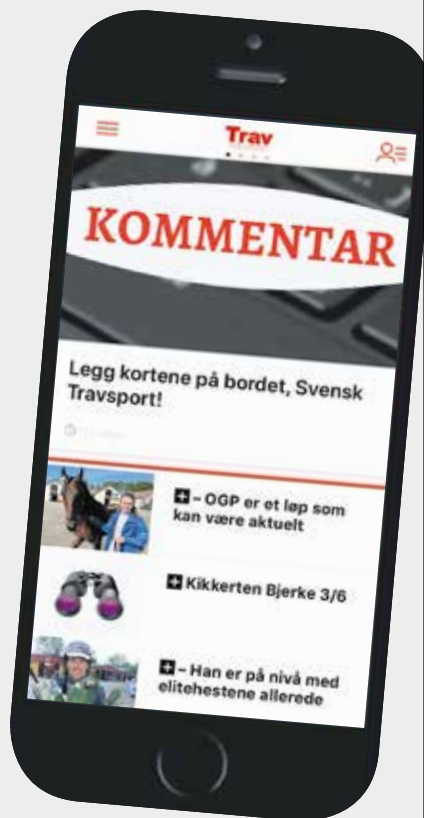 Trav
KOMMENTAR
Legg kortene på bordet, Svensk
Travsport!
– OGP er et løp som
kan være aktuelt
Kikkerten Bjerke 3/6
– Han er på nivå med
elitehestene allerede